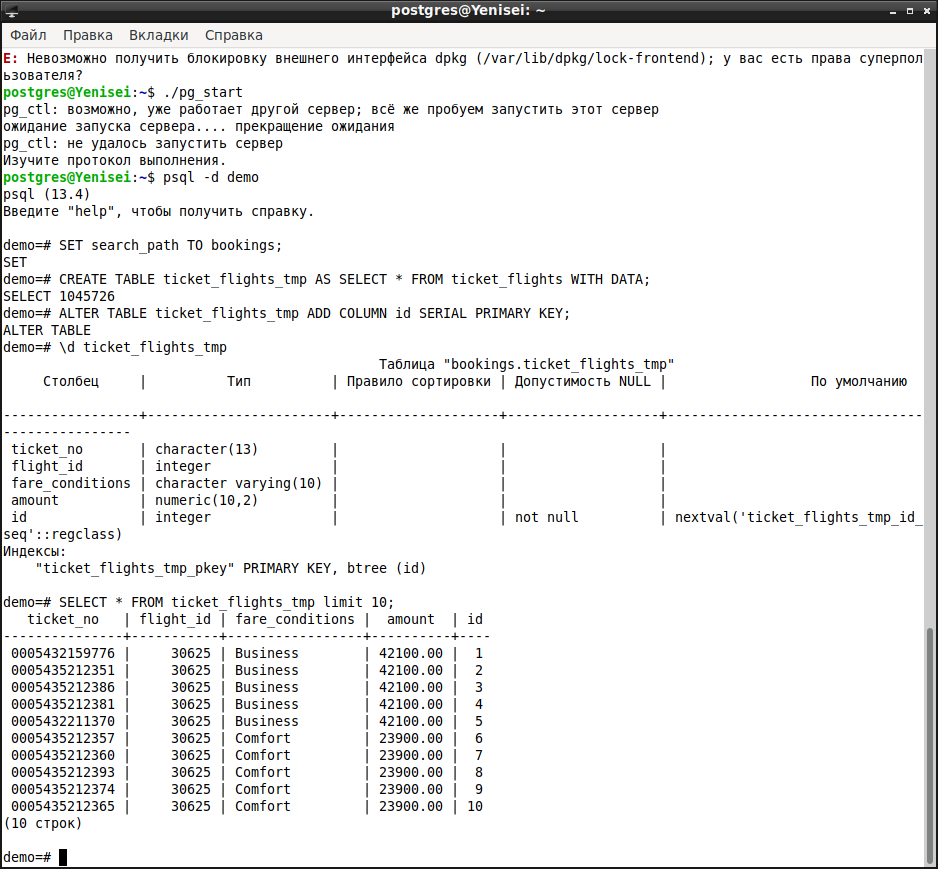 postgres@Yenisei: ~
Файл Правка Вкладки Справка
E: Невозможно получить блокировку внешнего интерфейса dpkg (/var/lib/dpkg/lock-frontend); у вас есть права суперпол
ьзователя?
postgres@Yenisei:~$ ./pg_start
pg_ctl: возможно, уже работает другой сервер; всё же пробуем запустить этот сервер
ожидание запуска сервера.... прекращение ожидания
pg_ctl: не удалось запустить сервер
Изучите протокол выполнения.
postgres@Yenisei:~$ psql -d demo
psql (13.4)
Введите "help", чтобы получить справку.

demo=# SET search_path TO bookings;
SET
demo=# CREATE TABLE ticket_flights_tmp AS SELECT * FROM ticket_flights WITH DATA;
SELECT 1045726
demo=# ALTER TABLE ticket_flights_tmp ADD COLUMN id SERIAL PRIMARY KEY;
ALTER TABLE
demo=# \d ticket_flights_tmp
                                               Таблица "bookings.ticket_flights_tmp"
     Столбец     |          Тип          | Правило сортировки | Допустимость NULL |                  По умолчанию

-----------------+-----------------------+--------------------+-------------------+--------------------------------
----------------
 ticket_no       | character(13)         |                    |                   |
 flight_id       | integer               |                    |                   |
 fare_conditions | character varying(10) |                    |                   |
 amount          | numeric(10,2)         |                    |                   |
 id              | integer               |                    | not null          | nextval('ticket_flights_tmp_id_
seq'::regclass)
Индексы:
    "ticket_flights_tmp_pkey" PRIMARY KEY, btree (id)

demo=# SELECT * FROM ticket_flights_tmp limit 10;
   ticket_no   | flight_id | fare_conditions |  amount  | id
---------------+-----------+-----------------+----------+----
 0005432159776 |     30625 | Business        | 42100.00 |  1
 0005435212351 |     30625 | Business        | 42100.00 |  2
 0005435212386 |     30625 | Business        | 42100.00 |  3
 0005435212381 |     30625 | Business        | 42100.00 |  4
 0005432211370 |     30625 | Business        | 42100.00 |  5
 0005435212357 |     30625 | Comfort         | 23900.00 |  6
 0005435212360 |     30625 | Comfort         | 23900.00 |  7
 0005435212393 |     30625 | Comfort         | 23900.00 |  8
 0005435212374 |     30625 | Comfort         | 23900.00 |  9
 0005435212365 |     30625 | Comfort         | 23900.00 | 10
(10 строк)

demo=#